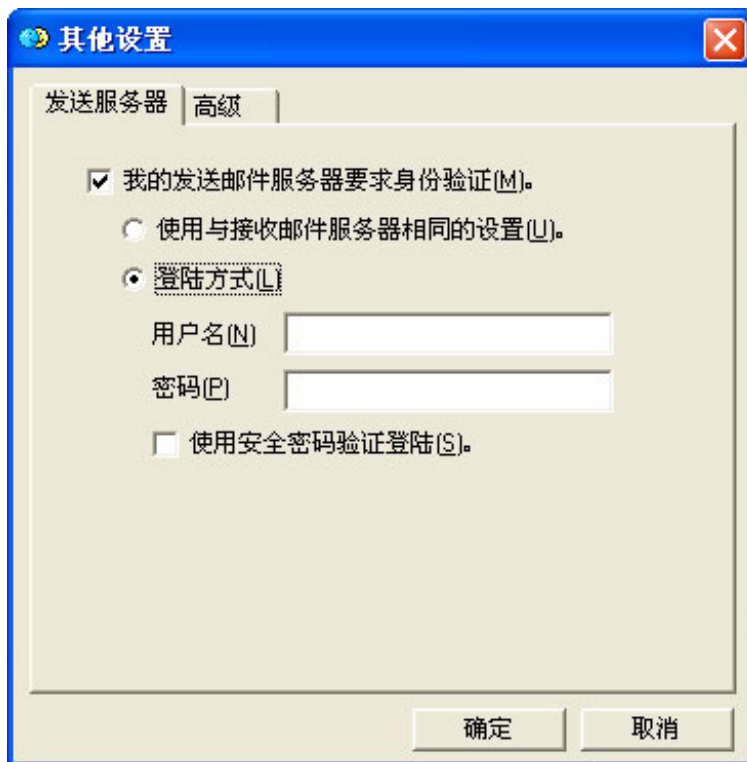 其他设置
发送服务器 高级
我的发送邮件服务器要求身份验证(M)。
使用与接收邮件服务器相同的设置(U)。
登陆方式(L)
用户名(N)
密码(P)
使用安全密码验证登陆(S)。
确定 取消